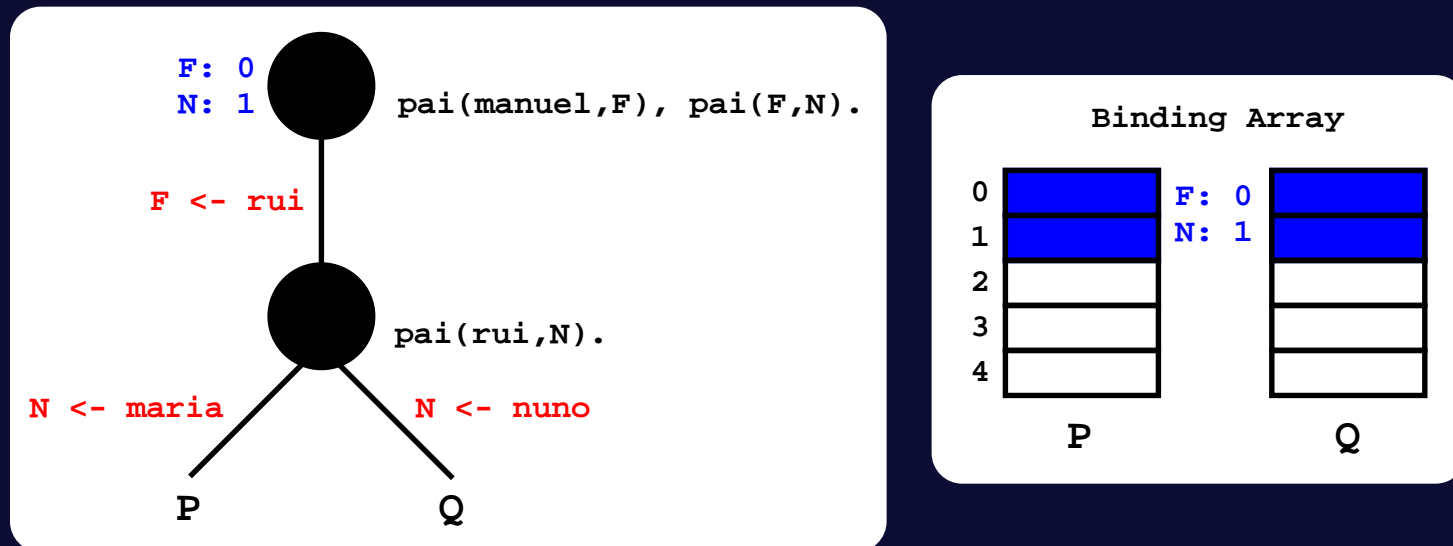 F: 0
N: 1
pai(manuel,F), pai(F,N).
F <- rui
pai(rui,N).
N <- maria
N <- nuno
P
Q
Binding Array
0
1
2
3
4
F: 0
N: 1
P
Q